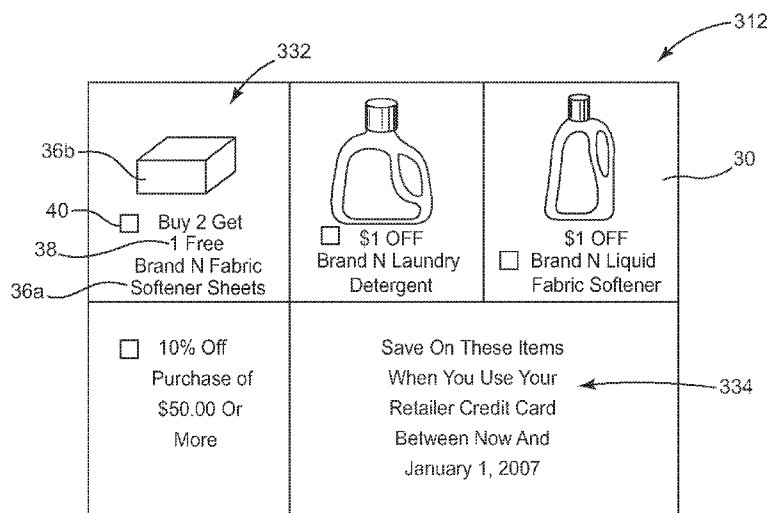 312
332
36b
30
40
Buy 2 Get
38
1 Free
Brand N Fabric
36a
Softener Sheets
$1 OFF
Brand N Laundry
Detergent
$1 OFF
Brand N Liquid
Fabric Softener
10% Off
Purchase of
$50.00 Or
More
Save On These Items
When You Use Your
Retailer Credit Card
Between Now And
January 1, 2007
334